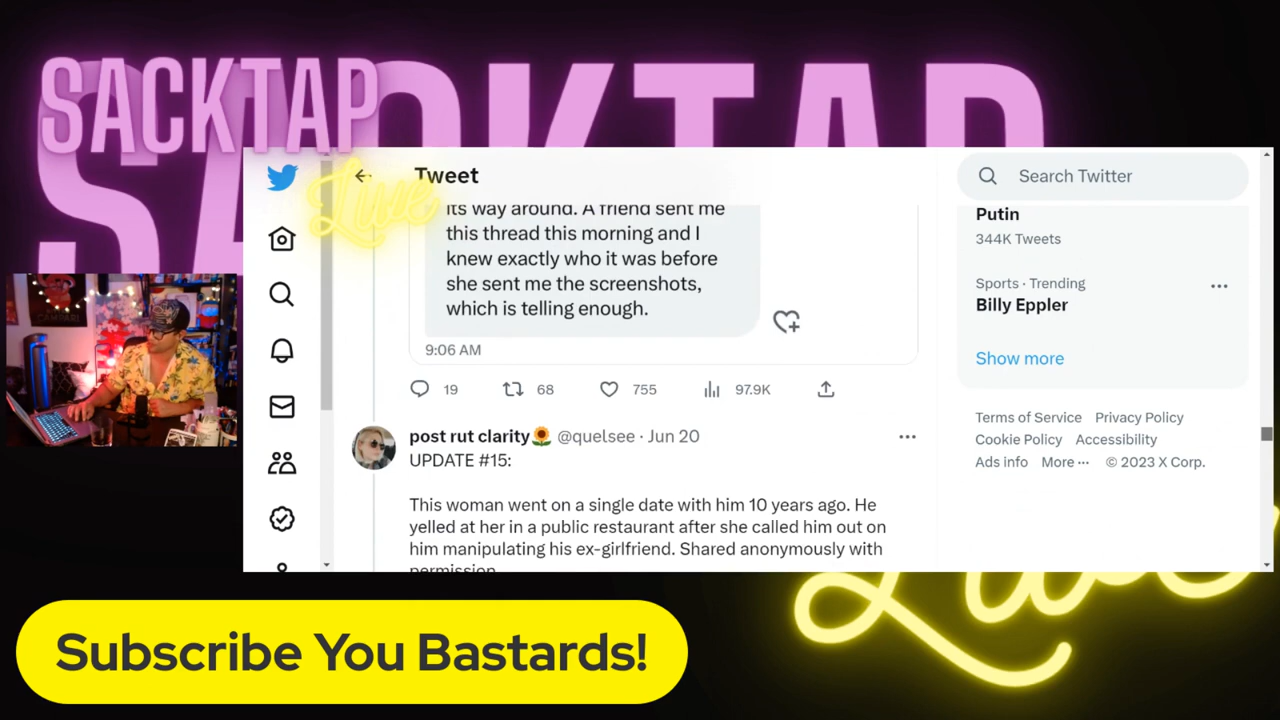 SACKTAP
SACKTAP
Live
Tweet
Search Twitter
its way around. A friend sent me
this thread this morning and I
knew exactly who it was before
she sent me the screenshots,
which is telling enough.
9:06 AM
19 68 755 97.9K
post rut clarity🌻 @quelsee · Jun 20
UPDATE #15:
This woman went on a single date with him 10 years ago. He
yelled at her in a public restaurant after she called him out on
him manipulating his ex-girlfriend. Shared anonymously with
permission.
Putin
344K Tweets
Sports · Trending
Billy Eppler
Show more
Terms of Service Privacy Policy
Cookie Policy Accessibility
Ads info More ··· © 2023 X Corp.
CAMPARI
Live
Subscribe You Bastards!